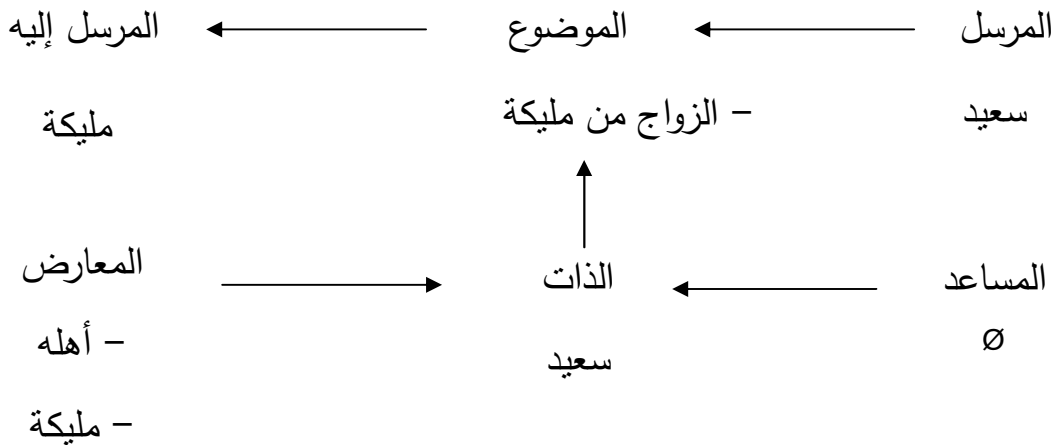 المرسل الموضوع المرسل إليه
سعيد – الزواج من مليكة مليكة
المساعد الذات المعارض
Ø سعيد – أهله
– مليكة